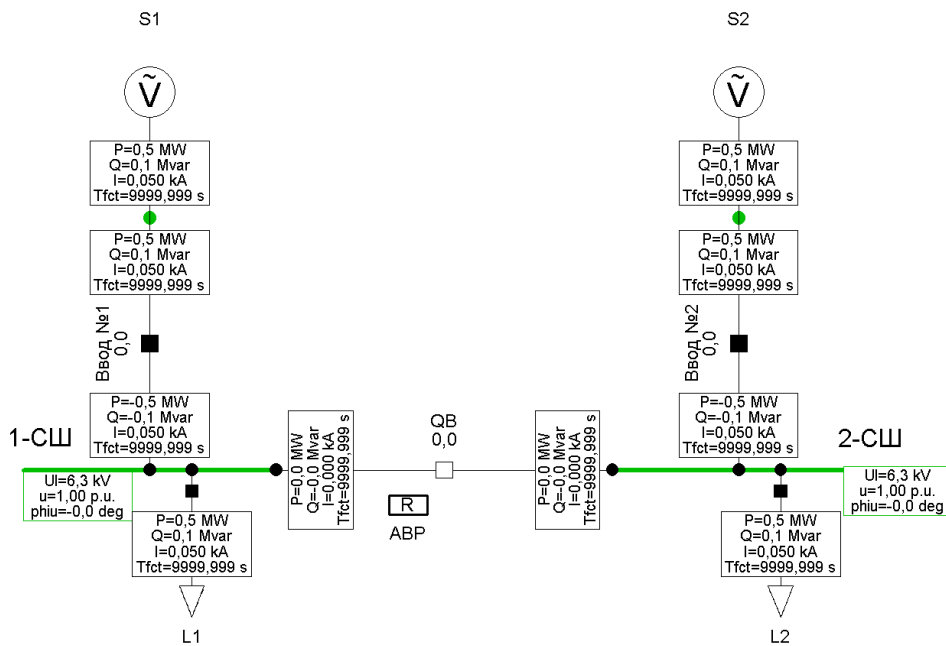 S1
S2
Ṽ
Ṽ
P=0,5 MW
Q=0,1 Mvar
I=0,050 kA
Tfct=9999,999 s
P=0,5 MW
Q=0,1 Mvar
I=0,050 kA
Tfct=9999,999 s
P=0,5 MW
Q=0,1 Mvar
I=0,050 kA
Tfct=9999,999 s
P=0,5 MW
Q=0,1 Mvar
I=0,050 kA
Tfct=9999,999 s
Ввод №1
0,0
Ввод №2
0,0
P=-0,5 MW
Q=-0,1 Mvar
I=0,050 kA
Tfct=9999,999 s
P=-0,5 MW
Q=-0,1 Mvar
I=0,050 kA
Tfct=9999,999 s
1-СШ
2-СШ
P=0,0 MW
Q=-0,0 Mvar
I=0,000 kA
Tfct=9999,999 s
QB
0,0
P=0,0 MW
Q=-0,0 Mvar
I=0,000 kA
Tfct=9999,999 s
Ul=6,3 kV
u=1,00 p.u.
phiu=-0,0 deg
Ul=6,3 kV
u=1,00 p.u.
phiu=-0,0 deg
R
АВР
P=0,5 MW
Q=0,1 Mvar
I=0,050 kA
Tfct=9999,999 s
P=0,5 MW
Q=0,1 Mvar
I=0,050 kA
Tfct=9999,999 s
L1
L2